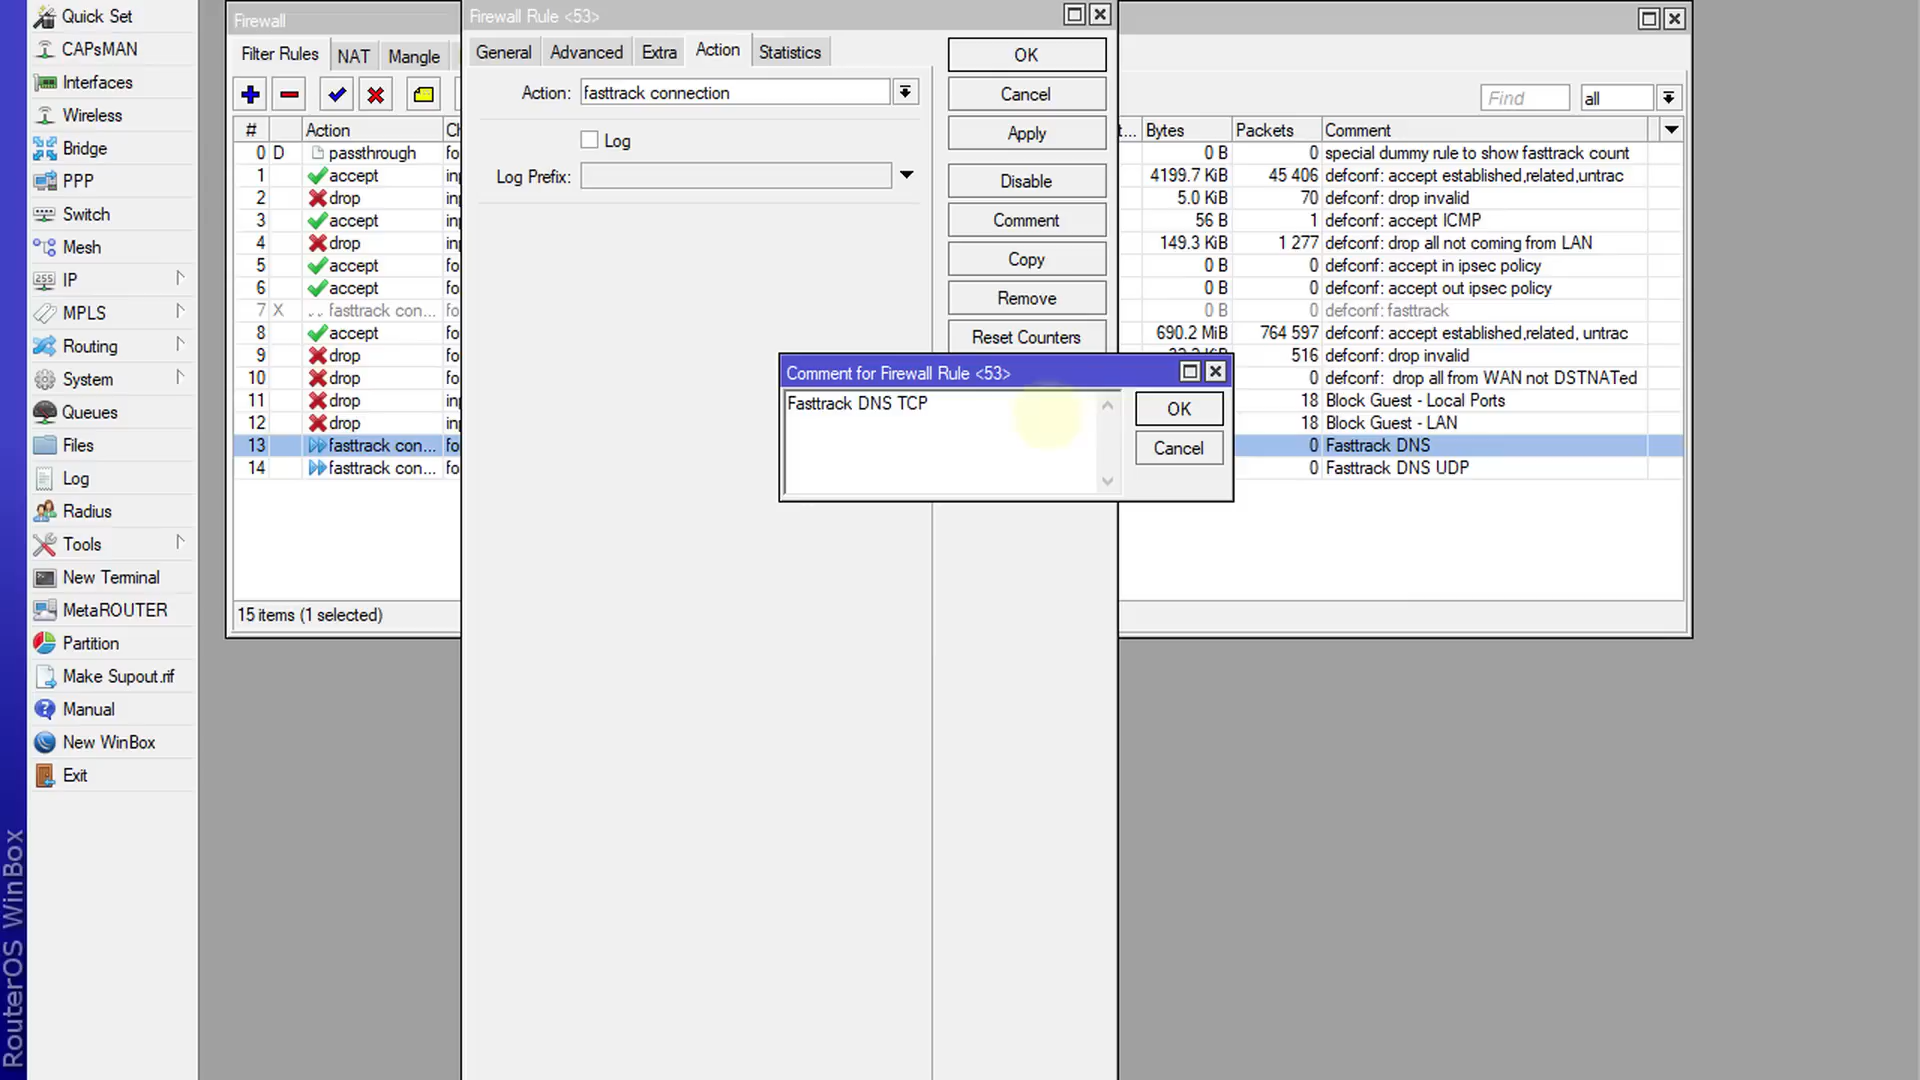 RouterOS WinBox
Quick Set
CAPsMAN
Interfaces
Wireless
Bridge
PPP
Switch
Mesh
IP
MPLS
Routing
System
Queues
Files
Log
Radius
Tools
New Terminal
MetaROUTER
Partition
Make Supout.rif
Manual
New WinBox
Exit
Firewall
Filter Rules NAT Mangle
Find all
# Action Bytes Packets Comment
0 D passthrough fo 0 B 0 special dummy rule to show fasttrack count
1 accept 4199.7 KiB 45 406 defconf: accept established,related,untrac
2 drop 5.0 KiB 70 defconf: drop invalid
3 accept 56 B 1 defconf: accept ICMP
4 drop 149.3 KiB 1 277 defconf: drop all not coming from LAN
5 accept fo 0 B 0 defconf: accept in ipsec policy
6 accept fo 0 B 0 defconf: accept out ipsec policy
7 X fasttrack con... fo 0 B defconf: fasttrack
8 accept fo 690.2 MiB 764 597 defconf: accept established,related, untrac
9 drop fo 516 defconf: drop invalid
10 drop fo 0 defconf: drop all from WAN not DSTNATed
11 drop 18 Block Guest - Local Ports
12 drop 18 Block Guest - LAN
13 fasttrack con... fo 0 Fasttrack DNS
14 fasttrack con... fo 0 Fasttrack DNS UDP
15 items (1 selected)
Firewall Rule <53>
General Advanced Extra Action Statistics
Action: fasttrack connection
Log
Log Prefix:
OK
Cancel
Apply
Disable
Comment
Copy
Remove
Reset Counters
Comment for Firewall Rule <53>
Fasttrack DNS TCP
OK
Cancel